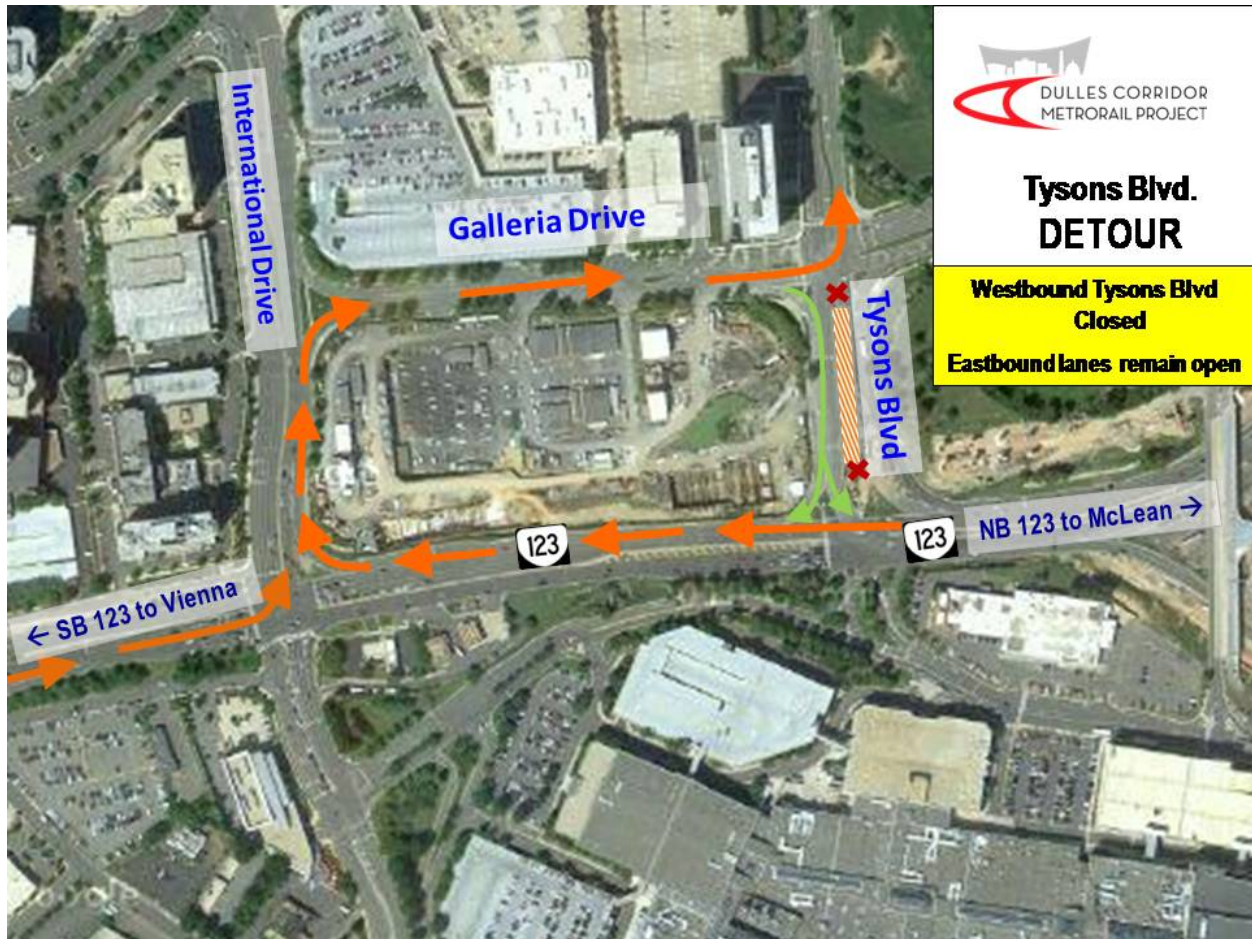 DULLES CORRIDOR
METRORAIL PROJECT
Tysons Blvd.
DETOUR
Westbound Tysons Blvd
Closed
Eastbound lanes remain open
International Drive
Galleria Drive
Tysons Blvd
123
123
NB 123 to McLean →
← SB 123 to Vienna